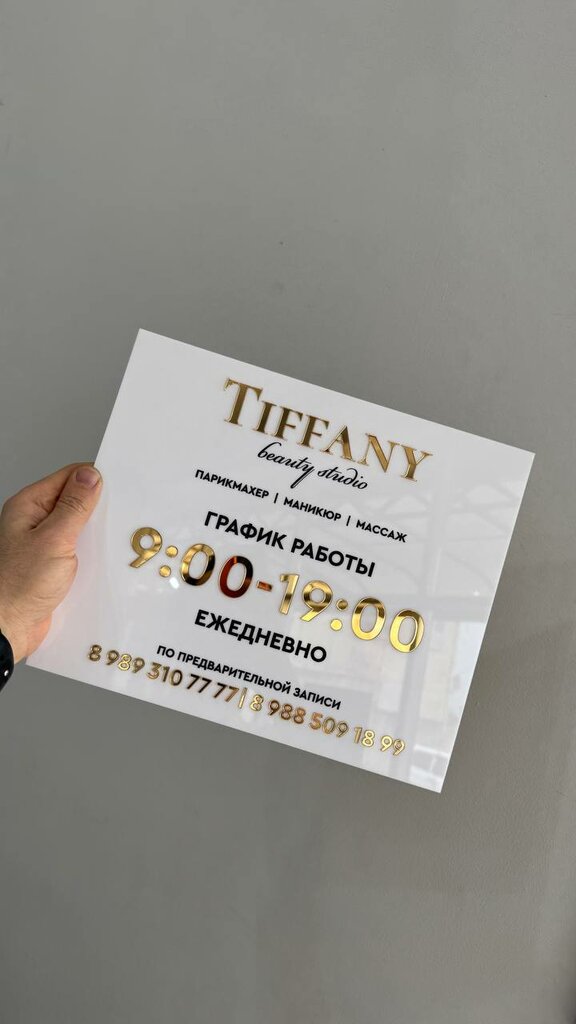 TIFFANY
beauty studio
ПАРИКМАХЕР | МАНИКЮР | МАССАЖ
ГРАФИК РАБОТЫ
9:00-19:00
ЕЖЕДНЕВНО
ПО ПРЕДВАРИТЕЛЬНОЙ ЗАПИСИ
8 989 310 77 77 | 8 988 509 18 99